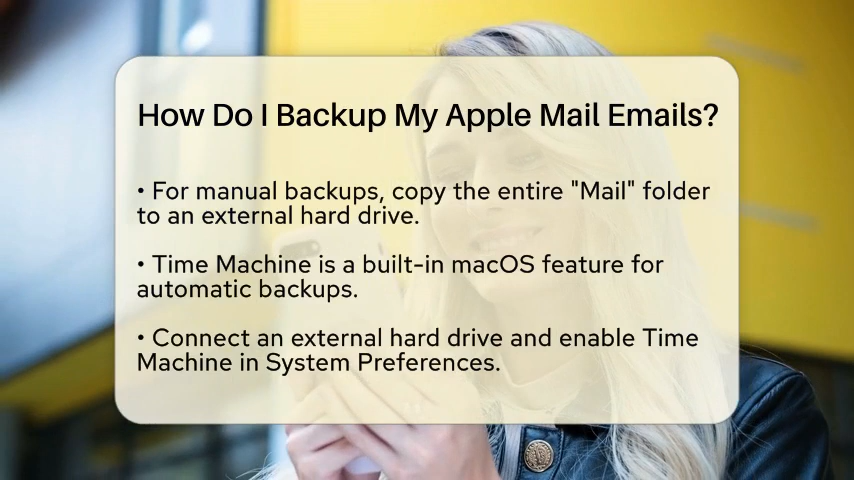 How Do I Backup My Apple Mail Emails?
• For manual backups, copy the entire "Mail" folder
to an external hard drive.
• Time Machine is a built-in macOS feature for
automatic backups.
• Connect an external hard drive and enable Time
Machine in System Preferences.